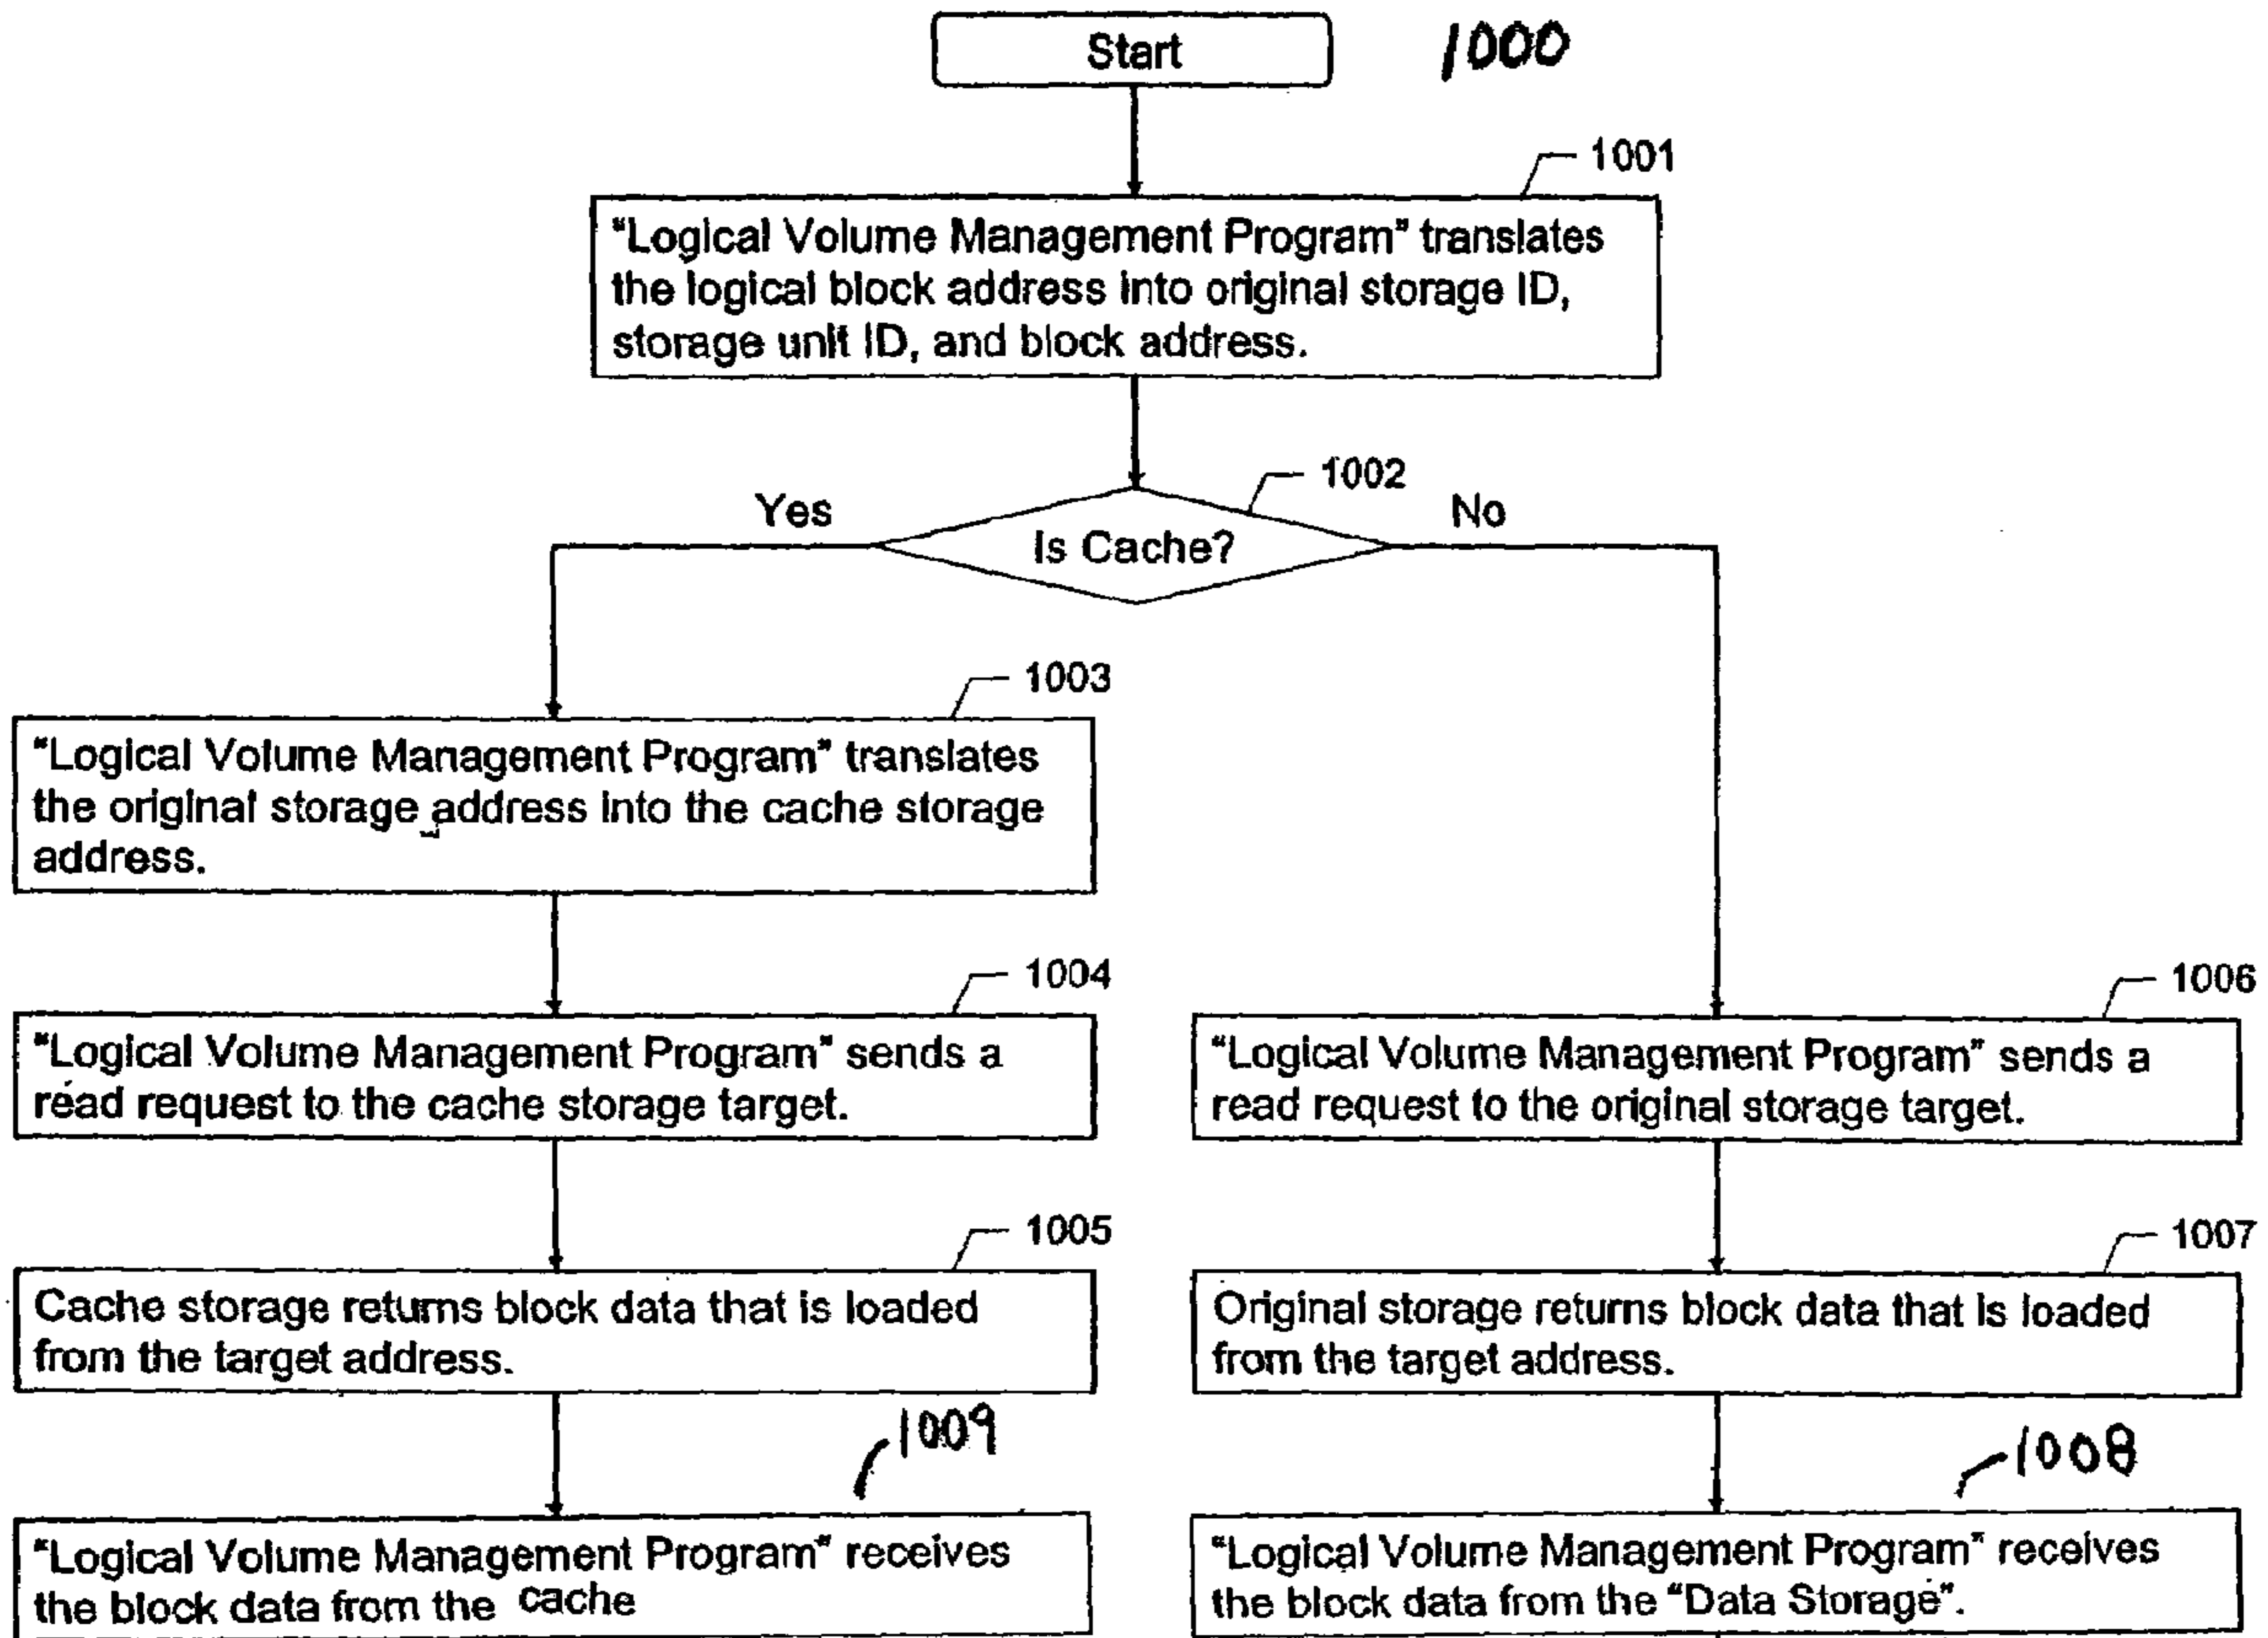 Start
1000
1001
"Logical Volume Management Program" translates
the logical block address into original storage ID,
storage unit ID, and block address.
1002
Yes
Is Cache?
No
1003
"Logical Volume Management Program" translates
the original storage address into the cache storage
address.
1004
"Logical Volume Management Program" sends a
read request to the cache storage target.
1006
"Logical Volume Management Program" sends a
read request to the original storage target.
1005
Cache storage returns block data that is loaded
from the target address.
1007
Original storage returns block data that is loaded
from the target address.
1009
"Logical Volume Management Program" receives
the block data from the cache
1008
"Logical Volume Management Program" receives
the block data from the "Data Storage".